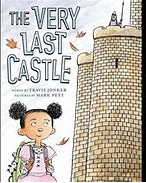 THE VERY
LAST
CASTLE
WORDS BY TRAVIS JONKER
PICTURES BY MARK PETT